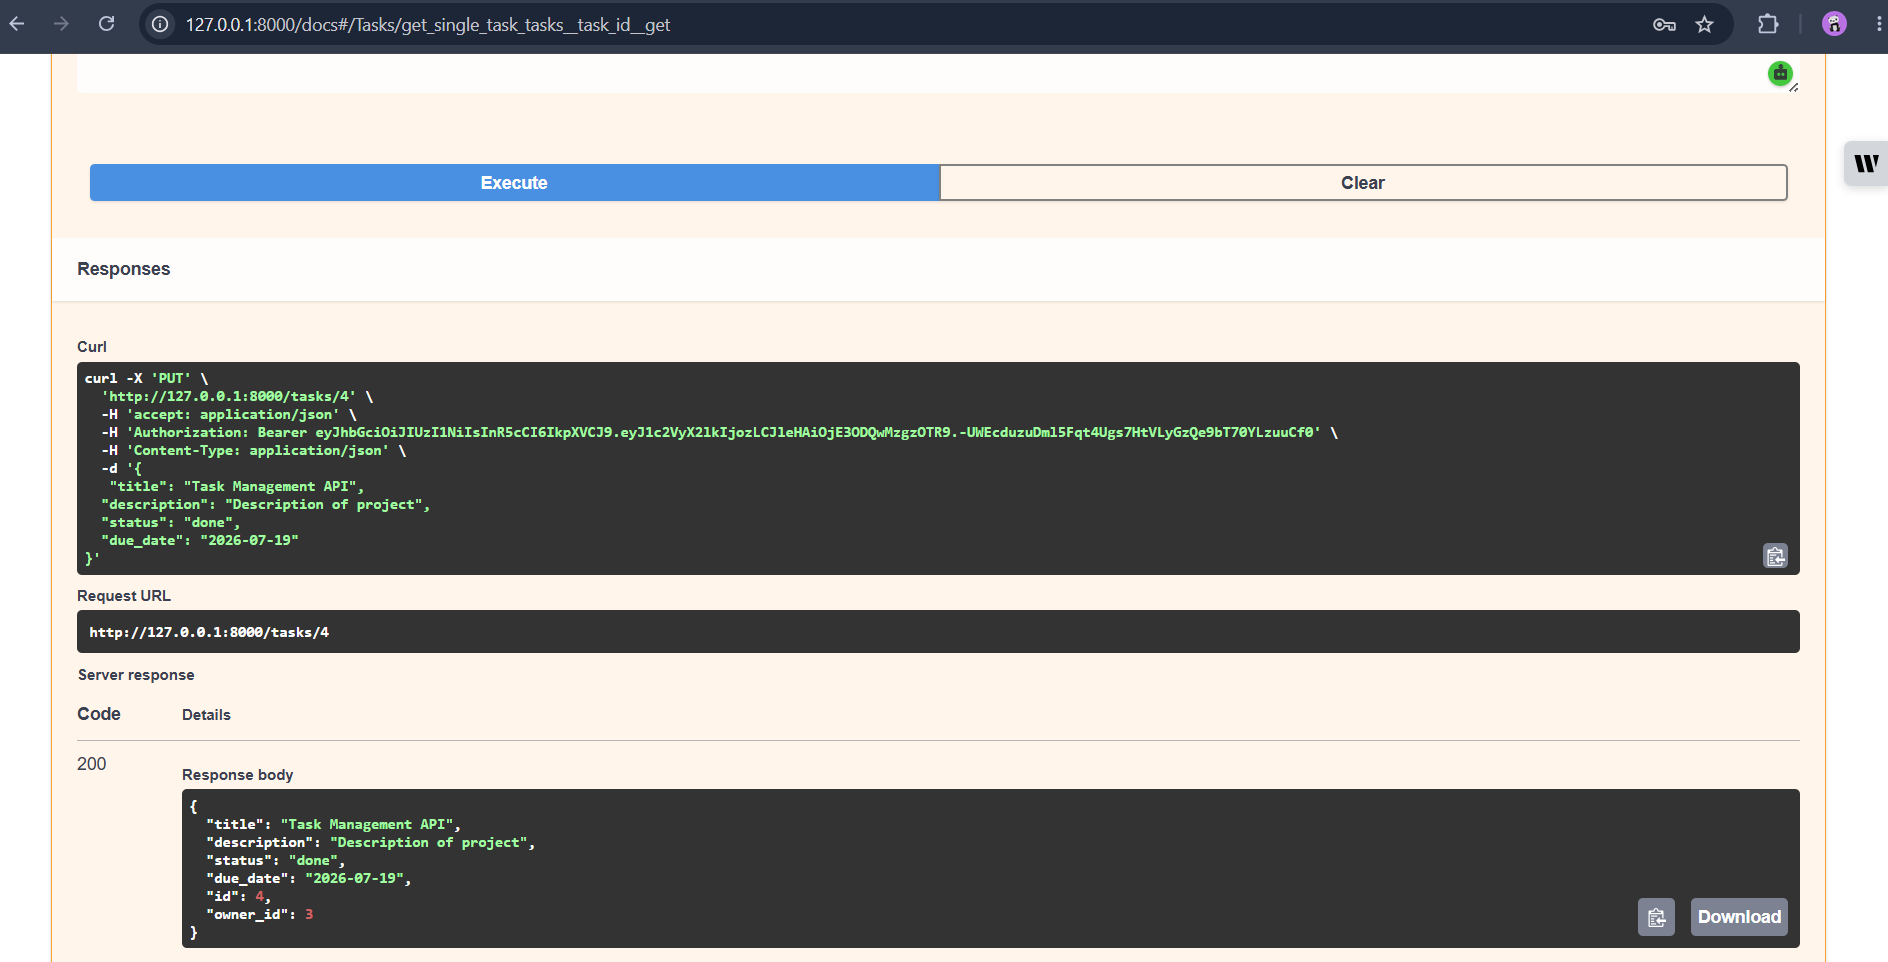 127.0.0.1:8000/docs#/Tasks/get_single_task_tasks__task_id__get
Execute
Clear
Responses
Curl
curl -X 'PUT' \
  'http://127.0.0.1:8000/tasks/4' \
  -H 'accept: application/json' \
  -H 'Authorization: Bearer eyJhbGciOiJIUzI1NiIsInR5cCI6IkpXVCJ9.eyJ1c2VyX2lkIjozLCJleHAiOjE3ODQwMzgzOTR9.-UWEcduzuDml5Fqt4Ugs7HtVLyGzQe9bT70YLzuuCf0' \
  -H 'Content-Type: application/json' \
  -d '{
   "title": "Task Management API",
  "description": "Description of project",
  "status": "done",
  "due_date": "2026-07-19"
}'
Request URL
http://127.0.0.1:8000/tasks/4
Server response
Code
Details
200
Response body
{
  "title": "Task Management API",
  "description": "Description of project",
  "status": "done",
  "due_date": "2026-07-19",
  "id": 4,
  "owner_id": 3
}
Download